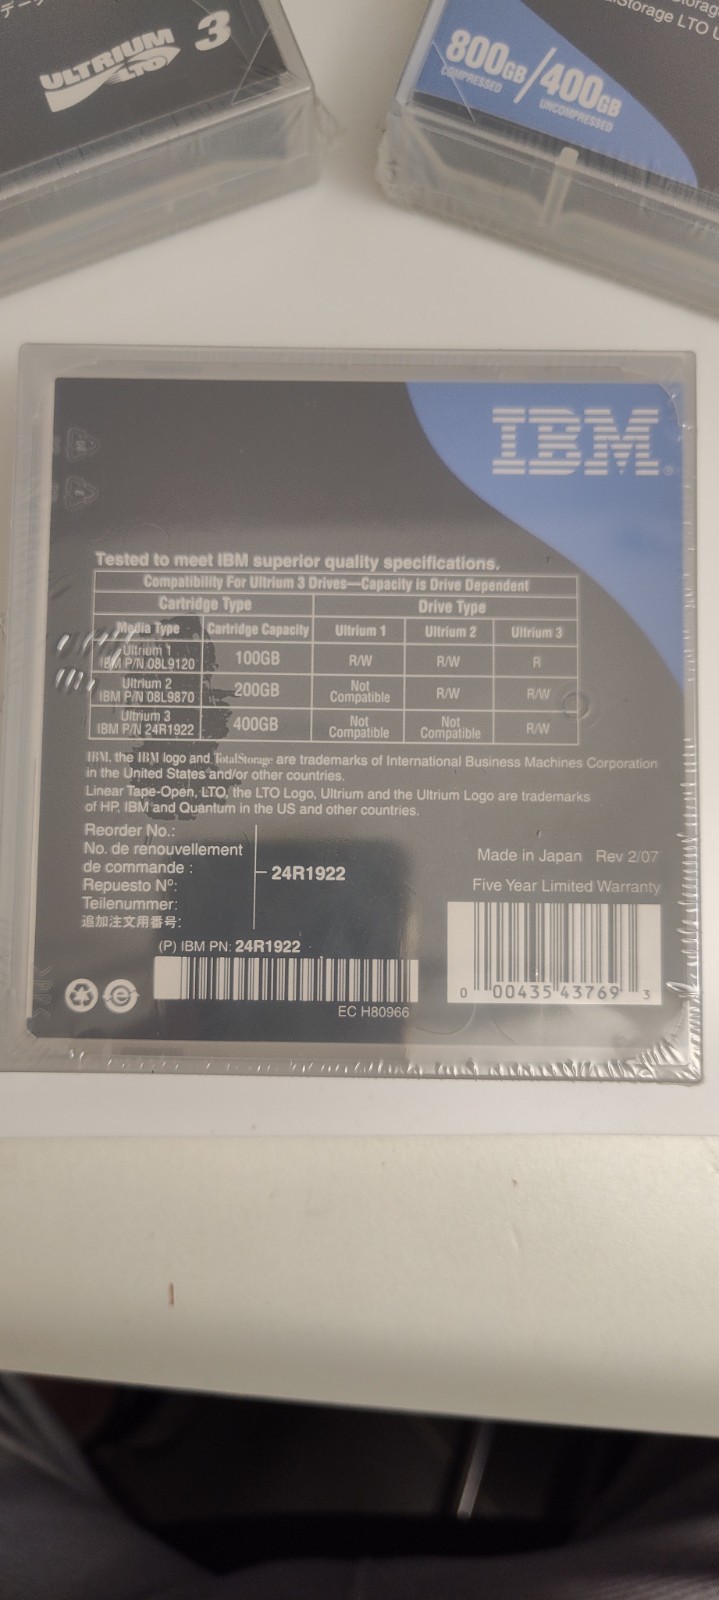 ULTRIUM 3
LTO
800GB/400GB
COMPRESSED UNCOMPRESSED
IBM®
Tested to meet IBM superior quality specifications.
Compatibility For Ultrium 3 Drives—Capacity is Drive Dependent
Cartridge Type Drive Type
Media Type Cartridge Capacity Ultrium 1 Ultrium 2 Ultrium 3
Ultrium 1
IBM P/N 08L9120 100GB R/W R/W R
Ultrium 2
IBM P/N 08L9870 200GB Not Compatible R/W R/W
Ultrium 3
IBM P/N 24R1922 400GB Not Compatible Not Compatible R/W
IBM, the IBM logo and TotalStorage are trademarks of International Business Machines Corporation
in the United States and/or other countries.
Linear Tape-Open, LTO, the LTO Logo, Ultrium and the Ultrium Logo are trademarks
of HP, IBM and Quantum in the US and other countries.
Reorder No.:
No. de renouvellement
de commande :
Repuesto Nº:
Teilenummer:
追加注文用番号:
24R1922
Made in Japan Rev 2/07
Five Year Limited Warranty
(P) IBM PN: 24R1922
EC H80966
0 00435 43769 3